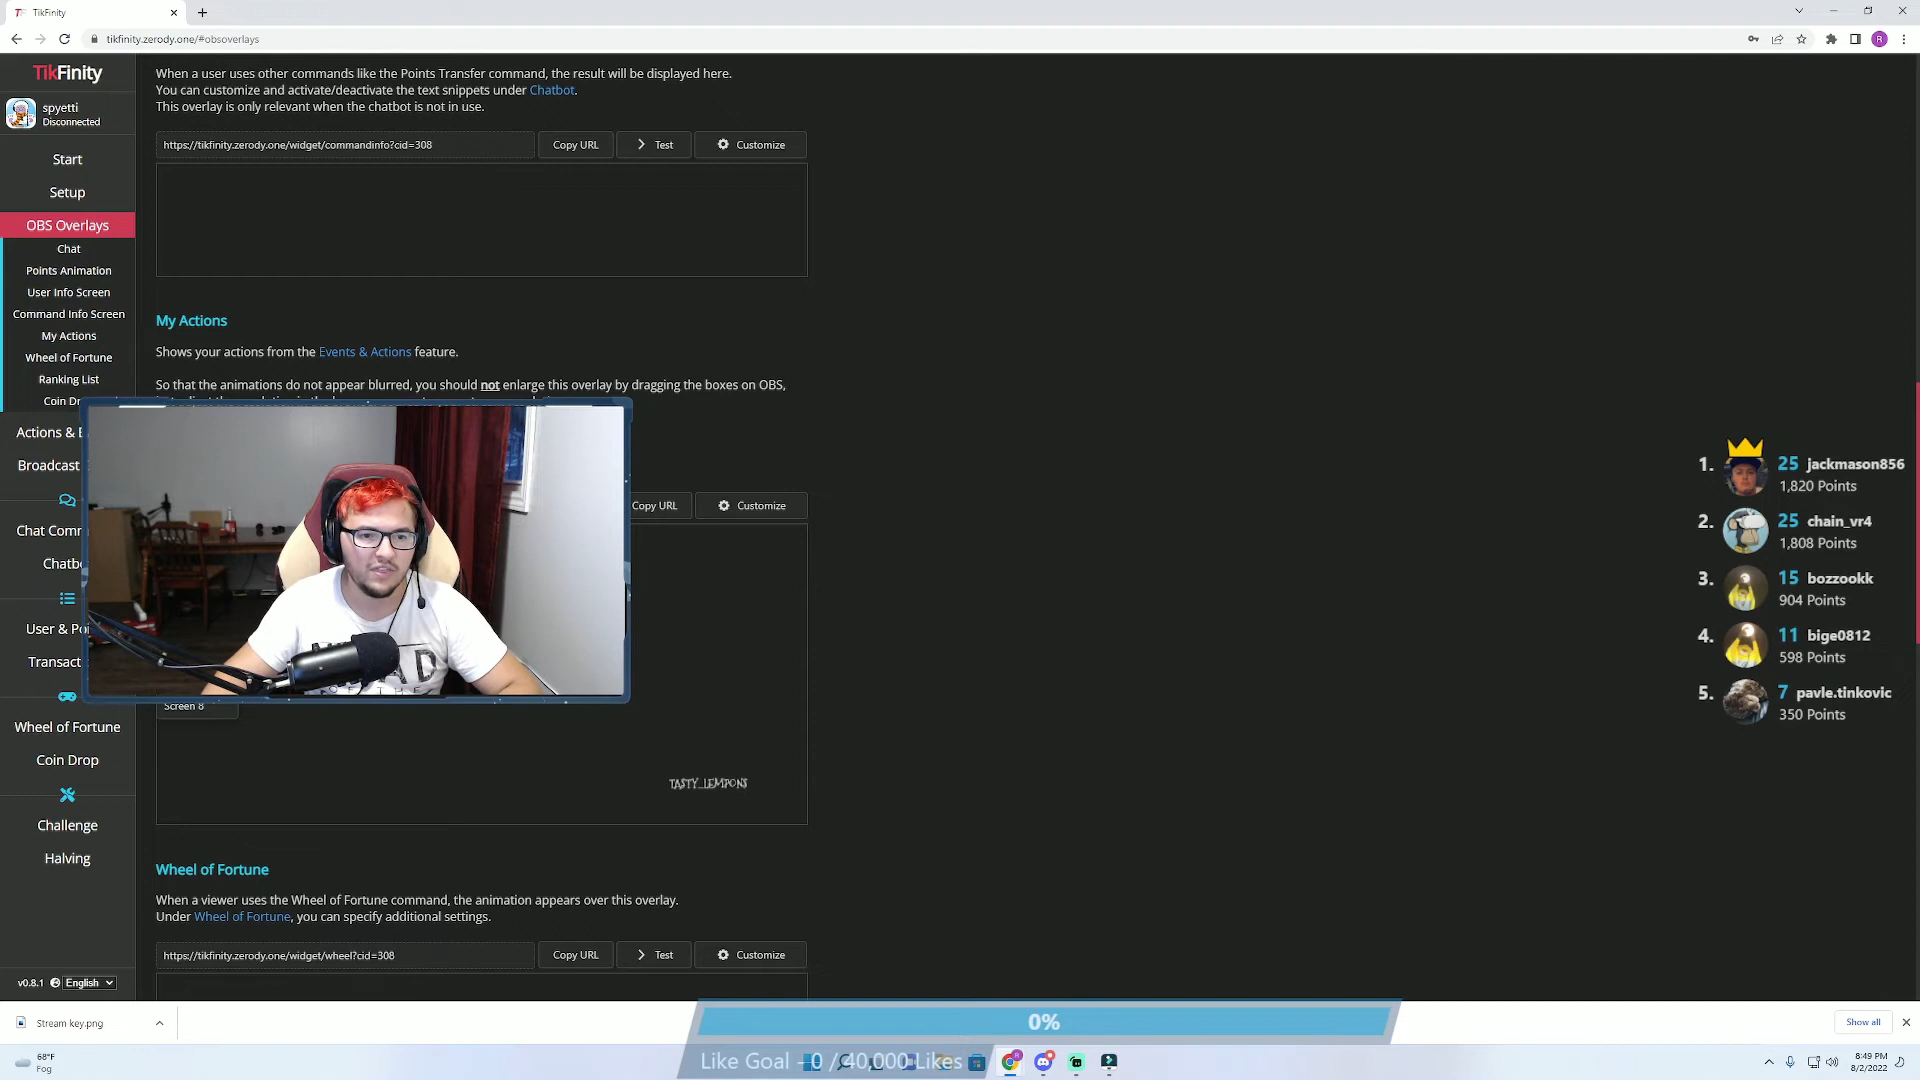 TikFinity
tikfinity.zerody.one/#obsoverlays
TikFinity
spyetti
Disconnected
Start
Setup
OBS Overlays
Chat
Points Animation
User Info Screen
Command Info Screen
My Actions
Wheel of Fortune
Ranking List
Coin Drop
Actions & E
Broadcast
Chat Comm
Chatb
User & Po
Transact
Wheel of Fortune
Coin Drop
Challenge
Halving
v0.8.1 English
When a user uses other commands like the Points Transfer command, the result will be displayed here.
You can customize and activate/deactivate the text snippets under Chatbot.
This overlay is only relevant when the chatbot is not in use.
https://tikfinity.zerody.one/widget/commandinfo?cid=308 Copy URL Test Customize
My Actions
Shows your actions from the Events & Actions feature.
So that the animations do not appear blurred, you should not enlarge this overlay by dragging the boxes on OBS,
Copy URL Customize
Screen 8
TASTY_LEMPONS
Wheel of Fortune
When a viewer uses the Wheel of Fortune command, the animation appears over this overlay.
Under Wheel of Fortune, you can specify additional settings.
https://tikfinity.zerody.one/widget/wheel?cid=308 Copy URL Test Customize
1. 25 jackmason856
1,820 Points
2. 25 chain_vr4
1,808 Points
3. 15 bozzookk
904 Points
4. 11 bige0812
598 Points
5. 7 pavle.tinkovic
350 Points
Stream key.png
Show all
0%
Like Goal - 0 / 40,000 Likes
68°F
Fog
8:49 PM
8/2/2022